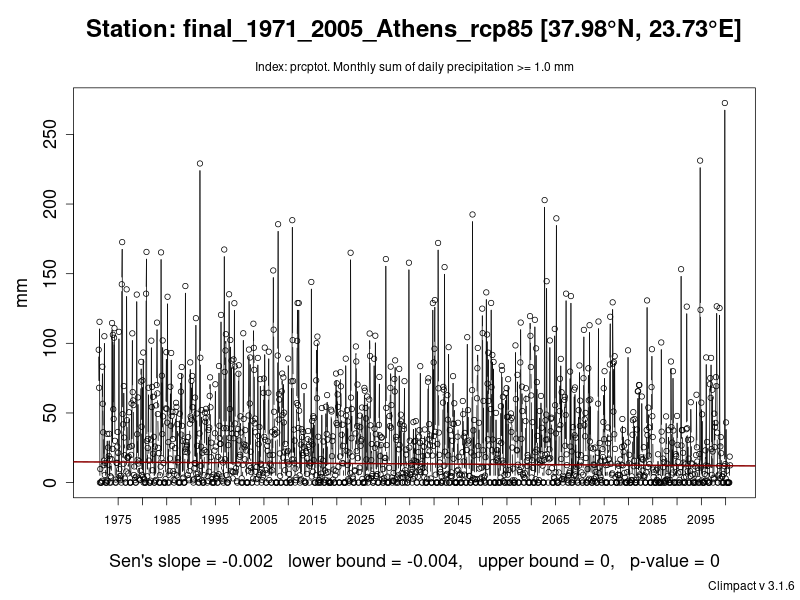 Station: final_1971_2005_Athens_rcp85 [37.98°N, 23.73°E]
Index: prcptot. Monthly sum of daily precipitation >= 1.0 mm
250
200
150
100
50
0
mm
1975 1985 1995 2005 2015 2025 2035 2045 2055 2065 2075 2085 2095
Sen's slope = -0.002 lower bound = -0.004, upper bound = 0, p-value = 0
Climpact v 3.1.6